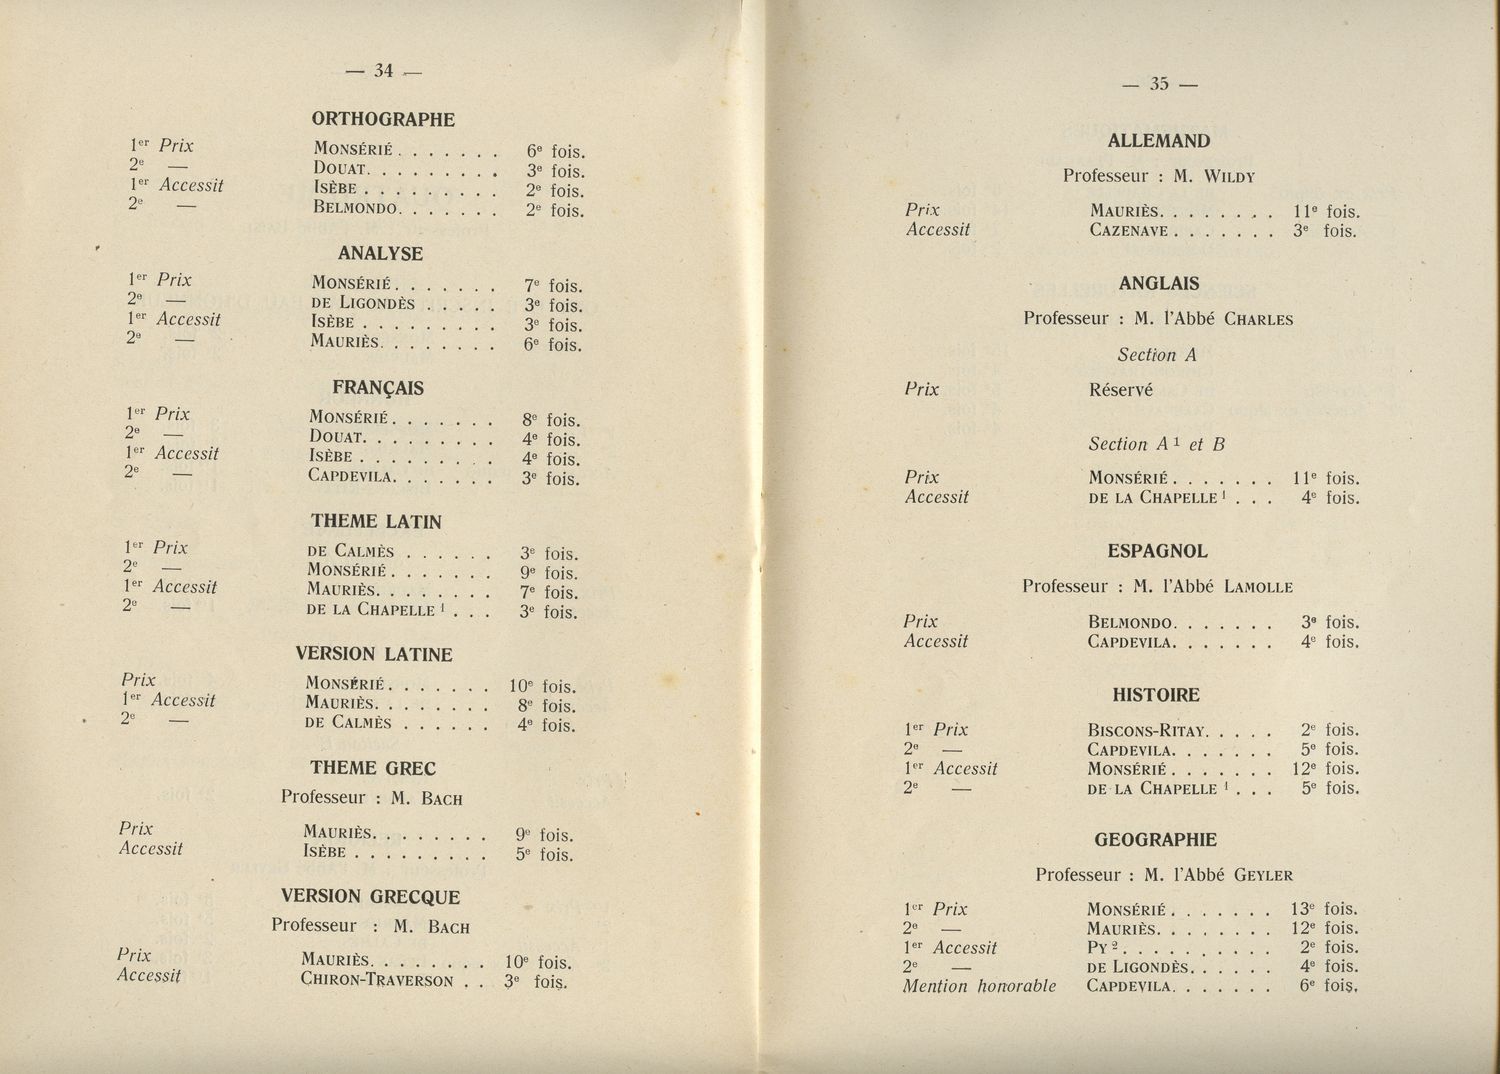 — 34 —
ORTHOGRAPHE
1er Prix MONSÉRIÉ . . . . . . . 6e fois.
2e — DOUAT. . . . . . . . . 3e fois.
1er Accessit ISÈBE . . . . . . . . . 2e fois.
2e — BELMONDO. . . . . . . 2e fois.
ANALYSE
1er Prix MONSÉRIÉ. . . . . . . 7e fois.
2e — DE LIGONDÈS . . . . . 3e fois.
1er Accessit ISÈBE . . . . . . . . . 3e fois.
2e — MAURIÈS. . . . . . . . 6e fois.
FRANÇAIS
1er Prix MONSÉRIÉ. . . . . . . 8e fois.
2e — DOUAT. . . . . . . . . 4e fois.
1er Accessit ISÈBE . . . . . . . . . 4e fois.
2e — CAPDEVILA. . . . . . . 3e fois.
THEME LATIN
1er Prix DE CALMÈS . . . . . . 3e fois.
2e — MONSÉRIÉ. . . . . . . 9e fois.
1er Accessit MAURIÈS. . . . . . . . 7e fois.
2e — DE LA CHAPELLE 1 . . . 3e fois.
VERSION LATINE
Prix MONSÉRIÉ. . . . . . . 10e fois.
1er Accessit MAURIÈS. . . . . . . . 8e fois.
2e — DE CALMÈS . . . . . . 4e fois.
THEME GREC
Professeur : M. BACH
Prix MAURIÈS. . . . . . . . 9e fois.
Accessit ISÈBE . . . . . . . . . 5e fois.
VERSION GRECQUE
Professeur : M. BACH
Prix MAURIÈS. . . . . . . . 10e fois.
Accessit CHIRON-TRAVERSON . . 3e fois.
— 35 —
ALLEMAND
Professeur : M. WILDY
Prix MAURIÈS. . . . . . . . 11e fois.
Accessit CAZENAVE . . . . . . . 3e fois.
ANGLAIS
Professeur : M. l'Abbé CHARLES
Section A
Prix Réservé
Section A 1 et B
Prix MONSÉRIÉ . . . . . . . 11e fois.
Accessit DE LA CHAPELLE 1 . . . 4e fois.
ESPAGNOL
Professeur : M. l'Abbé LAMOLLE
Prix BELMONDO. . . . . . . 3e fois.
Accessit CAPDEVILA. . . . . . . 4e fois.
HISTOIRE
1er Prix BISCONS-RITAY. . . . . 2e fois.
2e — CAPDEVILA. . . . . . . 5e fois.
1er Accessit MONSÉRIÉ . . . . . . . 12e fois.
2e — DE LA CHAPELLE 1 . . . 5e fois.
GEOGRAPHIE
Professeur : M. l'Abbé GEYLER
1er Prix MONSÉRIÉ . . . . . . . 13e fois.
2e — MAURIÈS. . . . . . . . 12e fois.
1er Accessit PY 2 . . . . . . . . . . 2e fois.
2e — DE LIGONDÈS. . . . . . 4e fois.
Mention honorable CAPDEVILA. . . . . . . 6e fois.